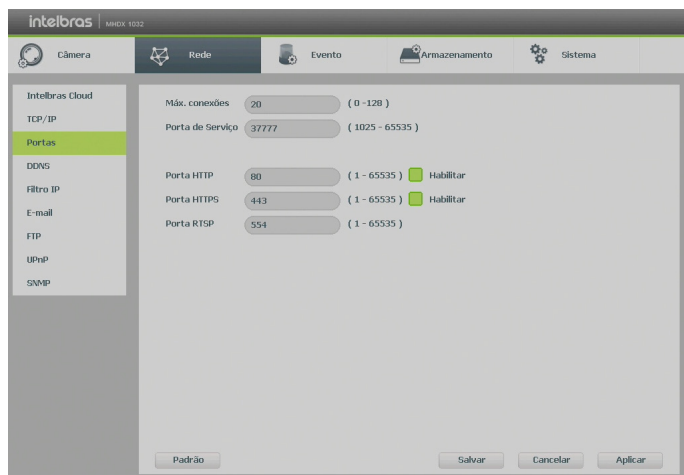 intelbras MHDX 1032
Câmera Rede Evento Armazenamento Sistema
Intelbras Cloud
TCP/IP
Portas
DDNS
Filtro IP
E-mail
FTP
UPnP
SNMP
Máx. conexões 20 ( 0 -128 )
Porta de Serviço 37777 ( 1025 - 65535 )
Porta HTTP 80 ( 1 - 65535 ) Habilitar
Porta HTTPS 443 ( 1 - 65535 ) Habilitar
Porta RTSP 554 ( 1 - 65535 )
Padrão Salvar Cancelar Aplicar